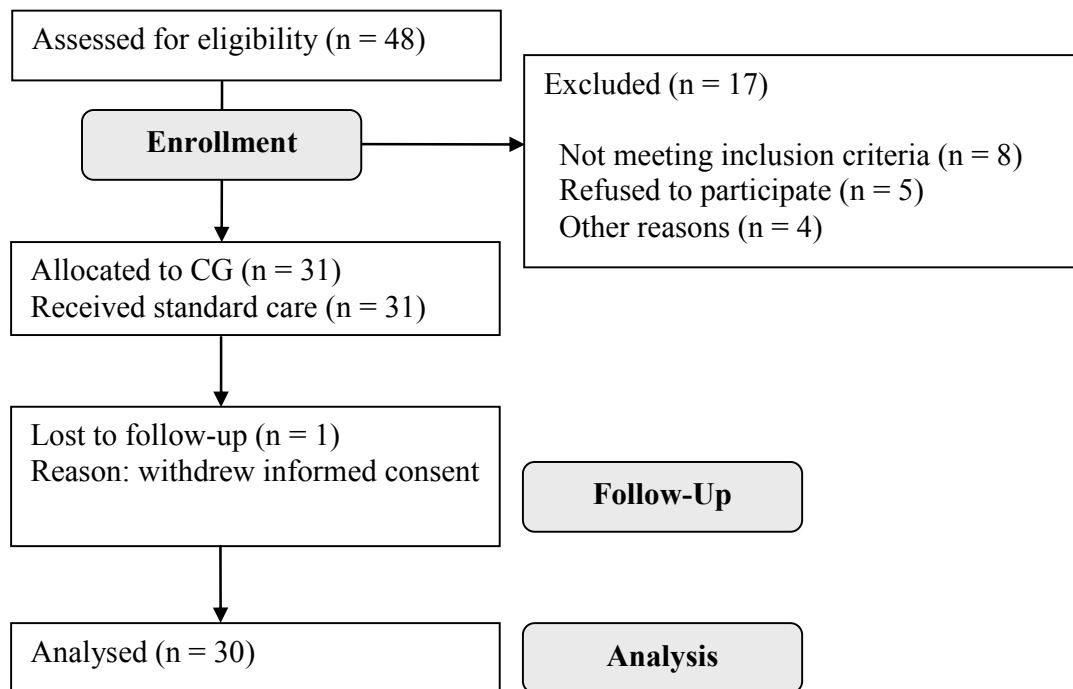 Assessed for eligibility (n = 48)
Excluded (n = 17)
Enrollment
Not meeting inclusion criteria (n = 8)
Refused to participate (n = 5)
Other reasons (n = 4)
Allocated to CG (n = 31)
Received standard care (n = 31)
Lost to follow-up (n = 1)
Reason: withdrew informed consent
Follow-Up
Analysed (n = 30)
Analysis